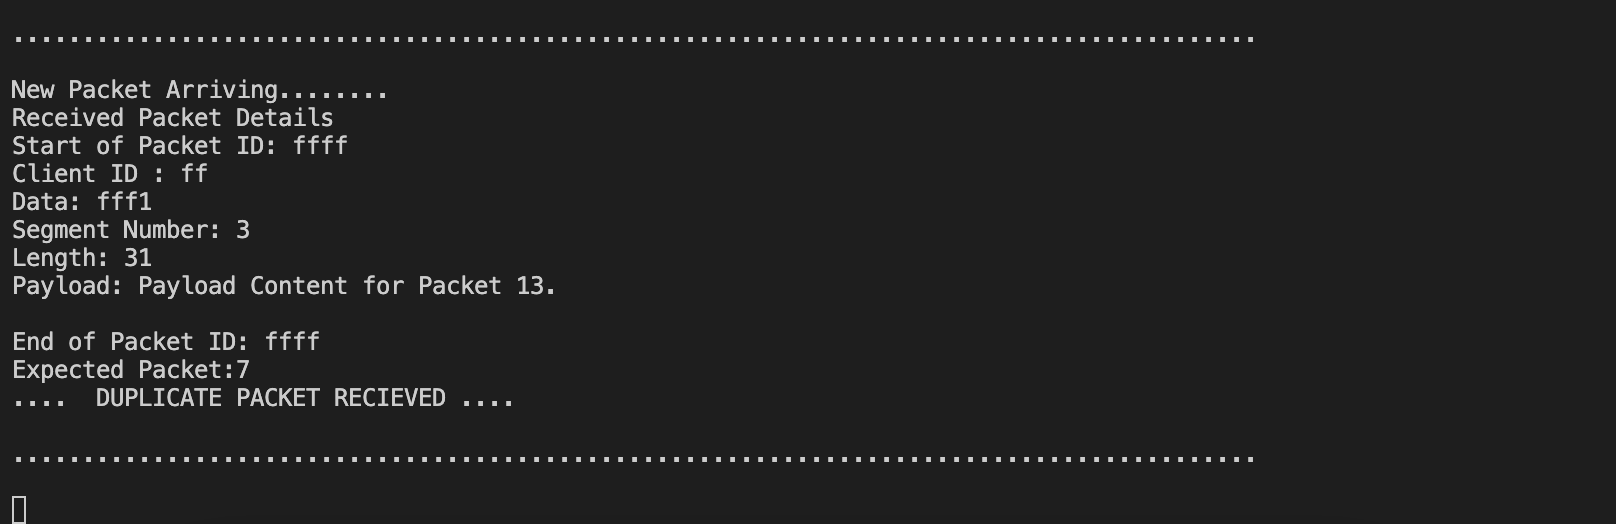 .........................................................................................
New Packet Arriving........
Received Packet Details
Start of Packet ID: ffff
Client ID : ff
Data: fff1
Segment Number: 3
Length: 31
Payload: Payload Content for Packet 13.
End of Packet ID: ffff
Expected Packet:7
....  DUPLICATE PACKET RECIEVED ....
.........................................................................................